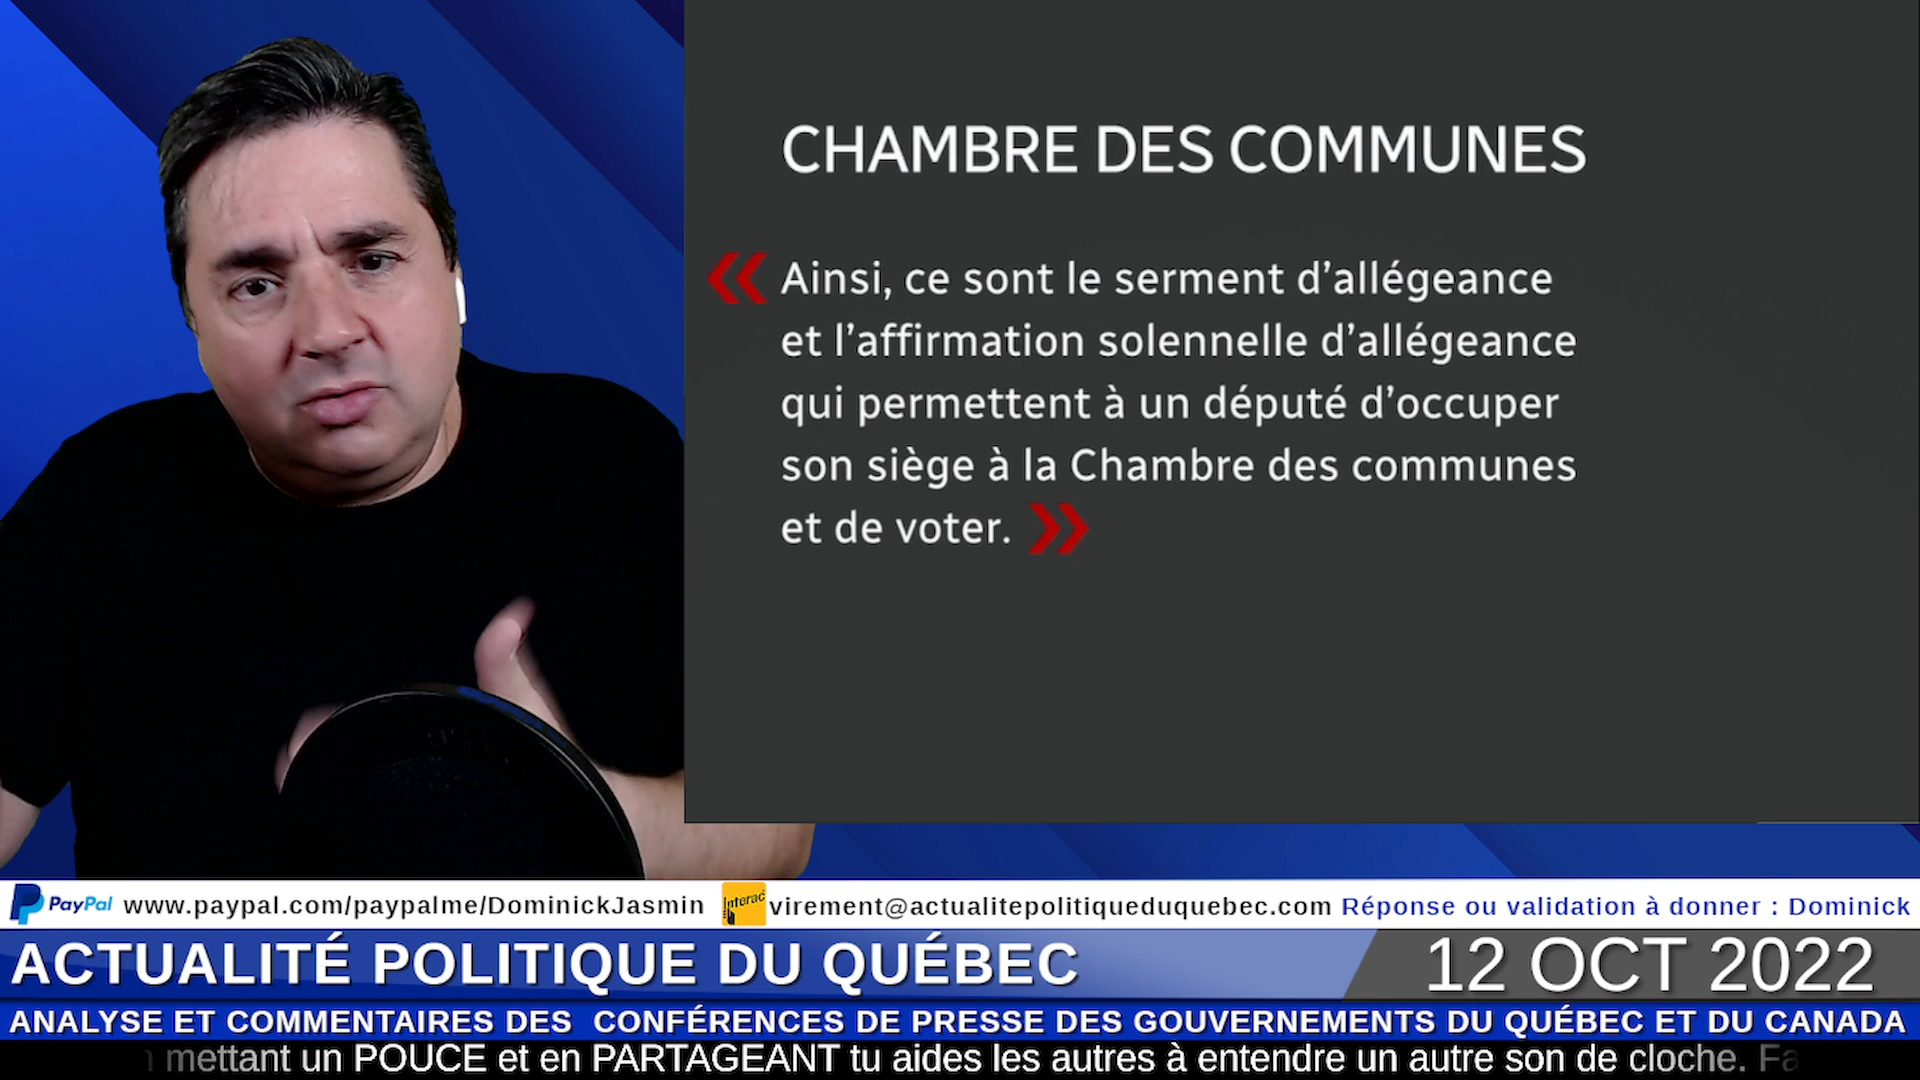 CHAMBRE DES COMMUNES
« Ainsi, ce sont le serment d’allégeance
et l’affirmation solennelle d’allégeance
qui permettent à un député d’occuper
son siège à la Chambre des communes
et de voter. »
PayPal www.paypal.com/paypalme/DominickJasmin Interac virement@actualitepolitiqueduquebec.com Réponse ou validation à donner : Dominick
ACTUALITÉ POLITIQUE DU QUÉBEC 12 OCT 2022
ANALYSE ET COMMENTAIRES DES CONFÉRENCES DE PRESSE DES GOUVERNEMENTS DU QUÉBEC ET DU CANADA
mettant un POUCE et en PARTAGEANT tu aides les autres à entendre un autre son de cloche.